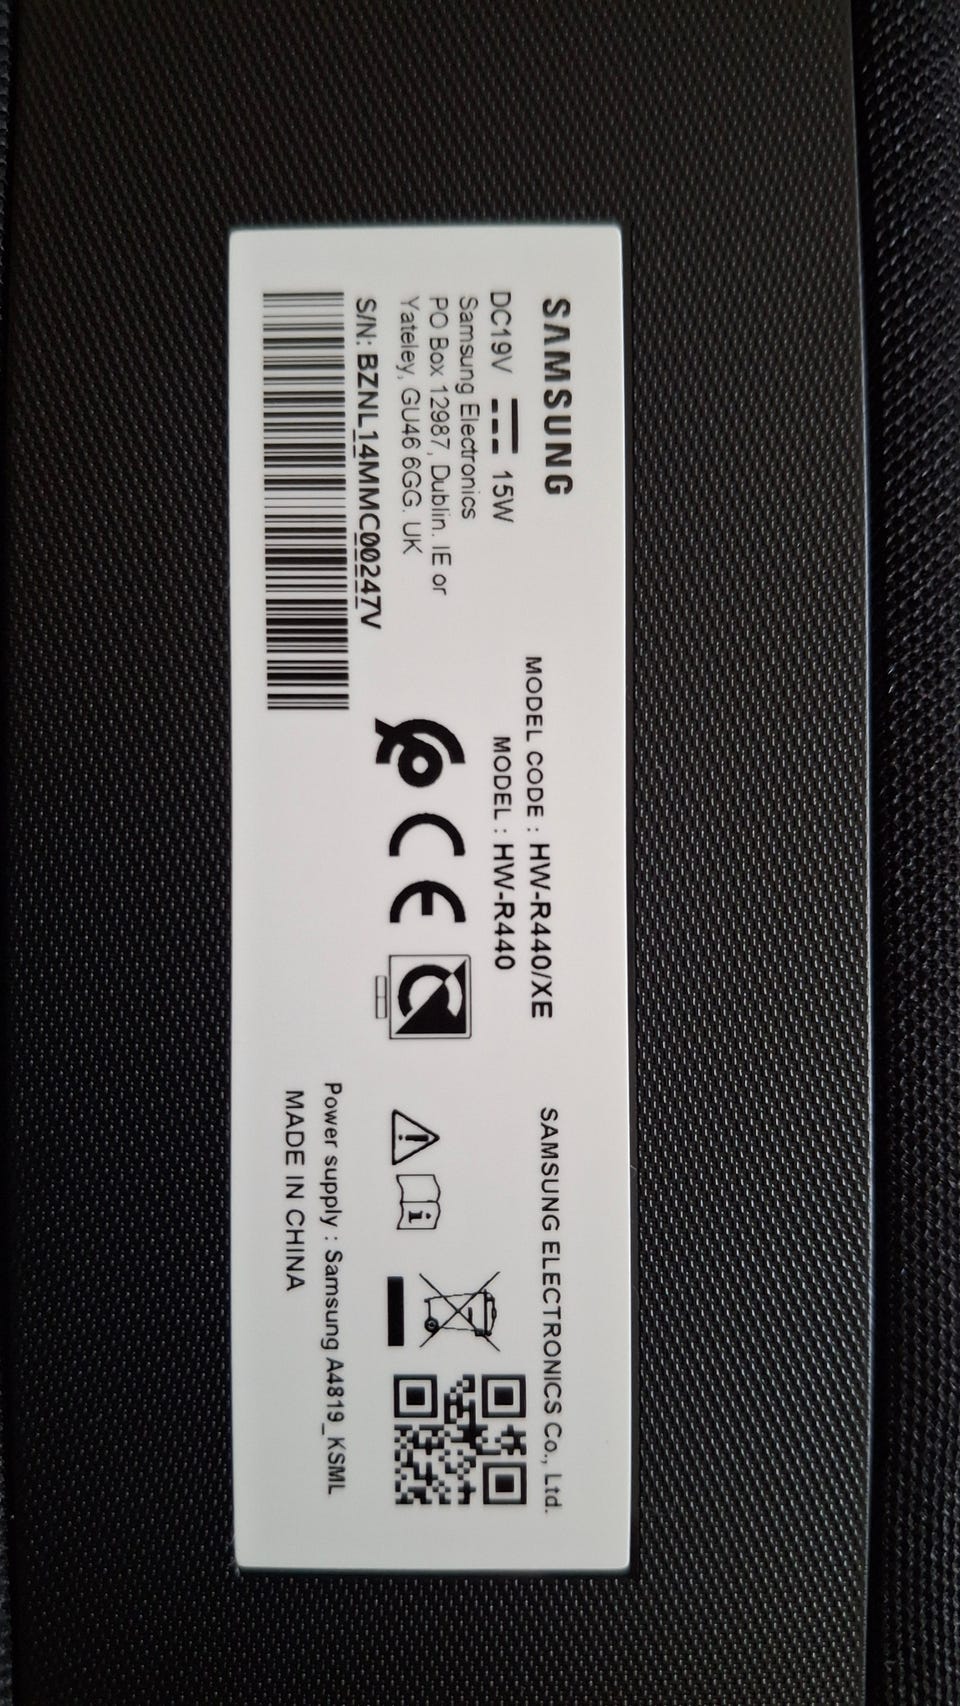 SAMSUNG
DC19V 15W
Samsung Electronics
PO Box 12987, Dublin. IE or
Yateley, GU46 6GG. UK
S/N: BZNL14MMC00247V
MODEL CODE : HW-R440/XE
MODEL : HW-R440
CE
SAMSUNG ELECTRONICS Co., Ltd.
Power supply : Samsung A4819_KSML
MADE IN CHINA